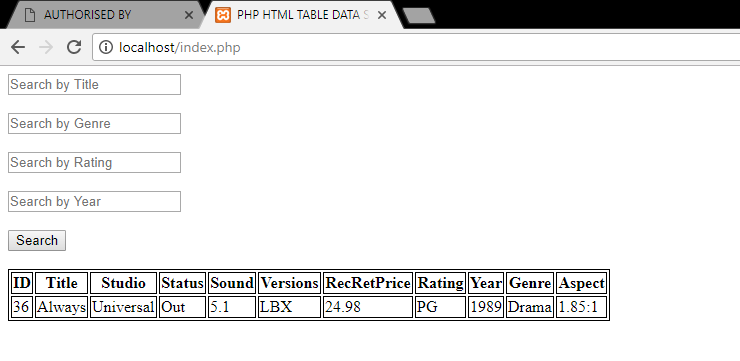 AUTHORISED BY
PHP HTML TABLE DATA S
localhost/index.php
Search by Title
Search by Genre
Search by Rating
Search by Year
Search
ID Title Studio Status Sound Versions RecRetPrice Rating Year Genre Aspect
36 Always Universal Out 5.1 LBX 24.98 PG 1989 Drama 1.85:1